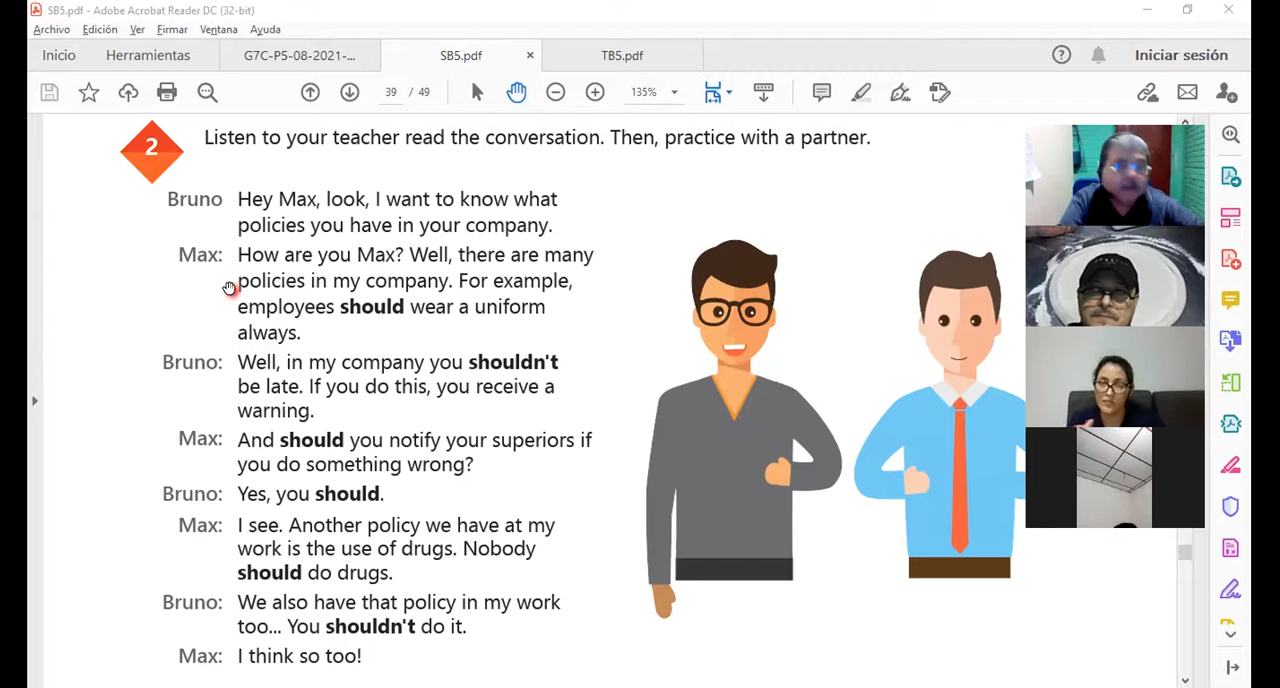 SB5.pdf - Adobe Acrobat Reader DC (32-bit)
Archivo Edición Ver Firmar Ventana Ayuda
Inicio Herramientas G7C-P5-08-2021-... SB5.pdf × TB5.pdf Iniciar sesión
39 / 49 135%
2 Listen to your teacher read the conversation. Then, practice with a partner.
Bruno Hey Max, look, I want to know what
policies you have in your company.
Max: How are you Max? Well, there are many
policies in my company. For example,
employees should wear a uniform
always.
Bruno: Well, in my company you shouldn't
be late. If you do this, you receive a
warning.
Max: And should you notify your superiors if
you do something wrong?
Bruno: Yes, you should.
Max: I see. Another policy we have at my
work is the use of drugs. Nobody
should do drugs.
Bruno: We also have that policy in my work
too... You shouldn't do it.
Max: I think so too!